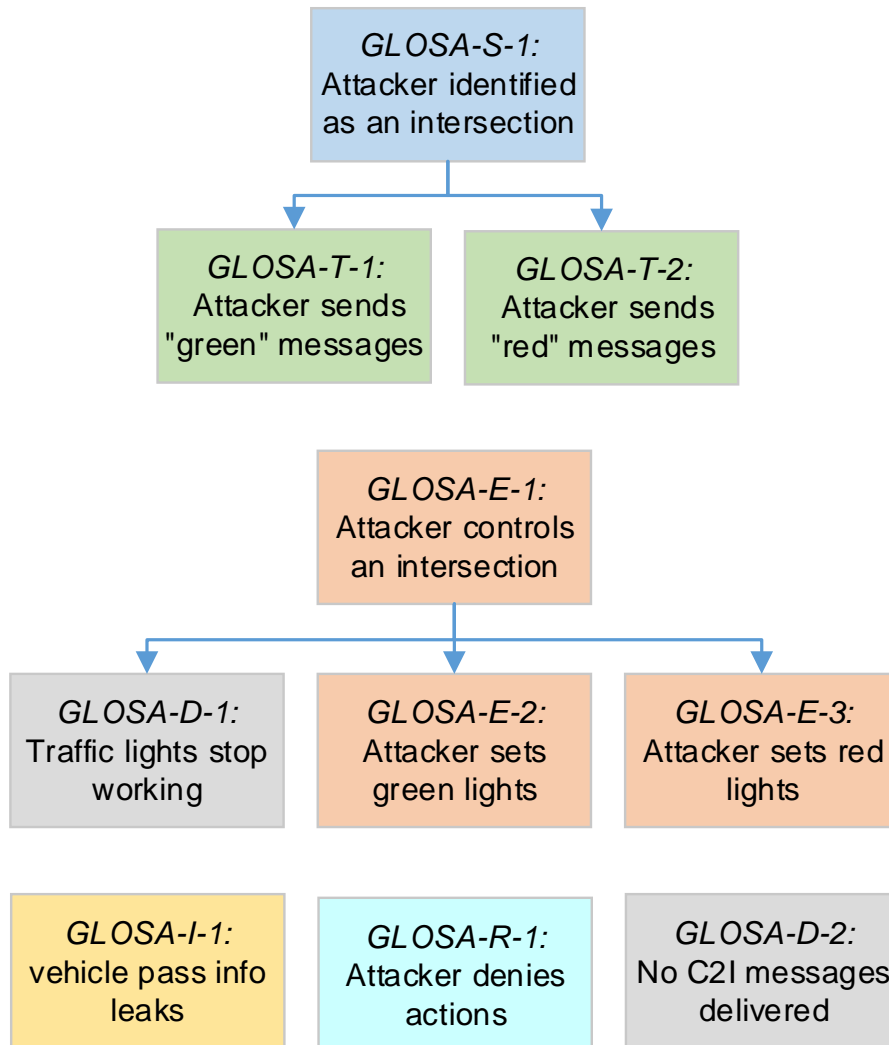 GLOSA-S-1:
Attacker identified
as an intersection
GLOSA-T-1:
Attacker sends
"green" messages
GLOSA-T-2:
Attacker sends
"red" messages
GLOSA-E-1:
Attacker controls
an intersection
GLOSA-D-1:
Traffic lights stop
working
GLOSA-E-2:
Attacker sets
green lights
GLOSA-E-3:
Attacker sets red
lights
GLOSA-I-1:
vehicle pass info
leaks
GLOSA-R-1:
Attacker denies
actions
GLOSA-D-2:
No C2I messages
delivered